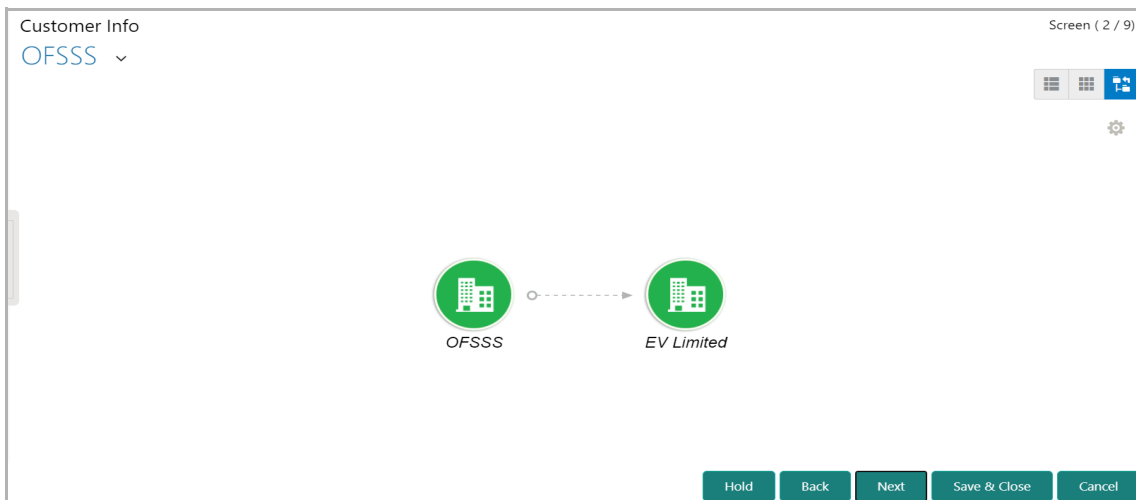 Customer Info
Screen ( 2 / 9)
OFSSS
OFSSS
EV Limited
Hold
Back
Next
Save & Close
Cancel